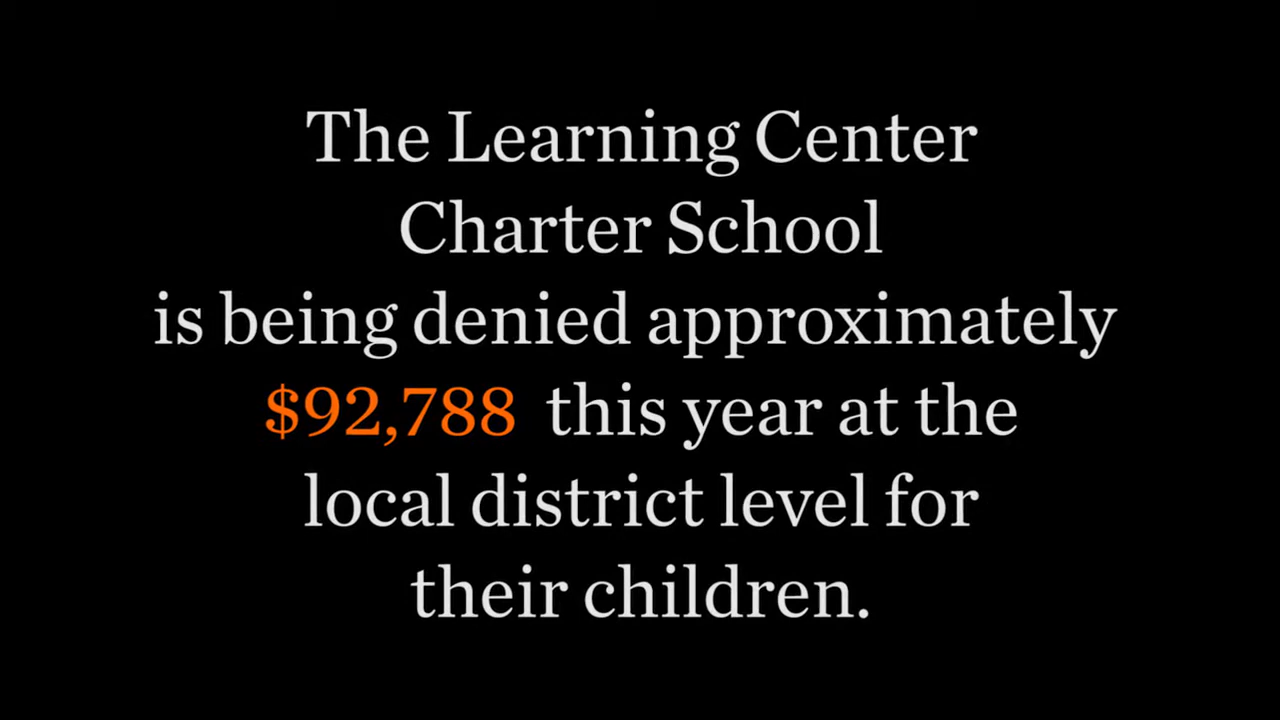 The Learning Center
Charter School
is being denied approximately
$92,788 this year at the
local district level for
their children.